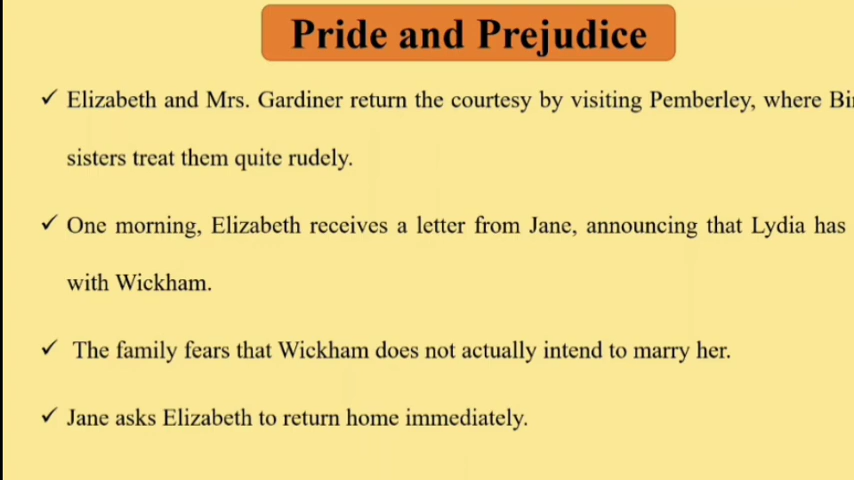 Pride and Prejudice
✓ Elizabeth and Mrs. Gardiner return the courtesy by visiting Pemberley, where
sisters treat them quite rudely.
✓ One morning, Elizabeth receives a letter from Jane, announcing that Lydia has
with Wickham.
✓ The family fears that Wickham does not actually intend to marry her.
✓ Jane asks Elizabeth to return home immediately.